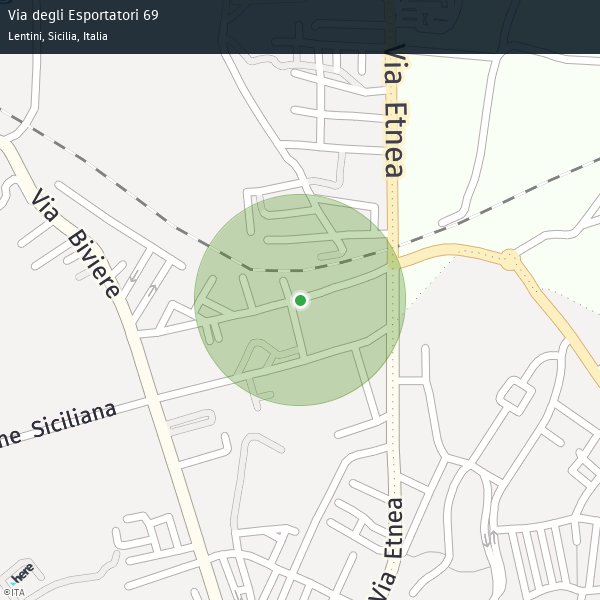 Via degli Esportatori 69
Lentini, Sicilia, Italia
Via Etnea
Via Biviere
ne Siciliana
Via Etnea
here
©ITA